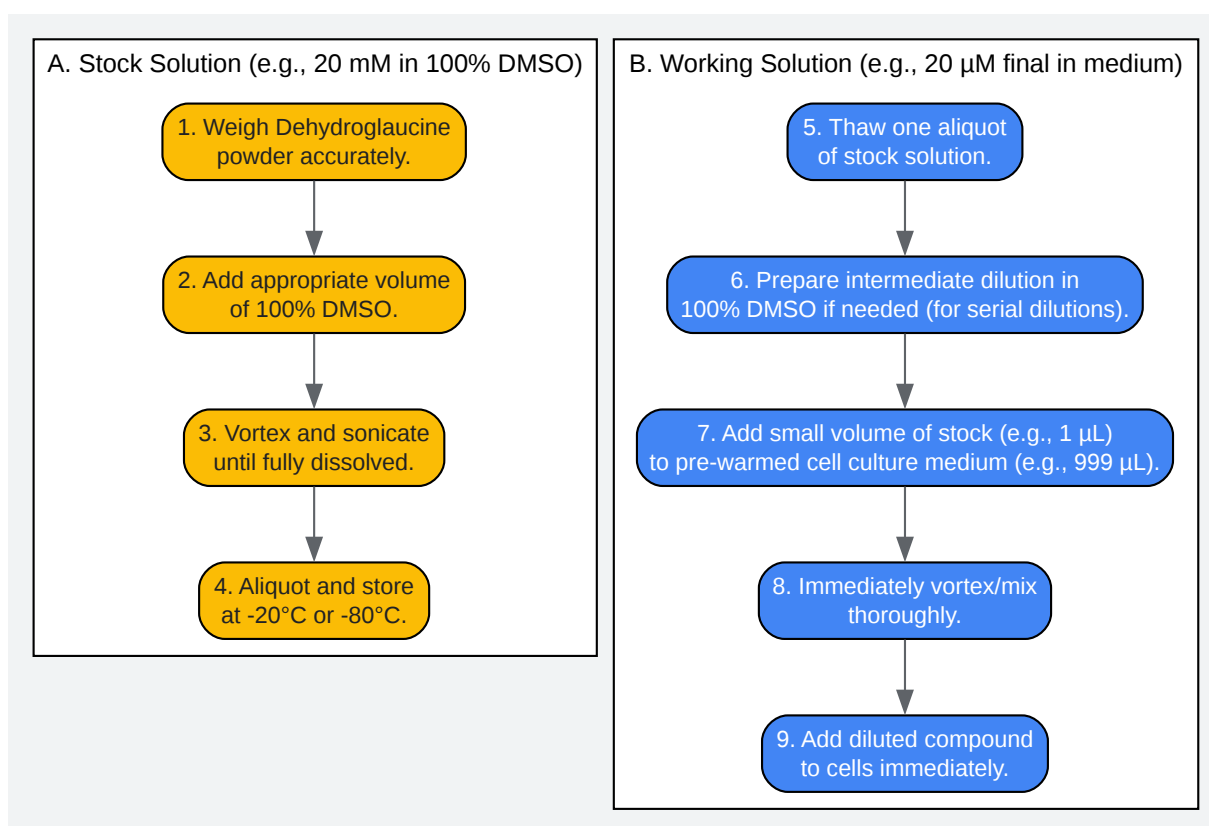 A. Stock Solution (e.g., 20 mM in 100% DMSO)
1. Weigh Dehydroglaucine
powder accurately.
2. Add appropriate volume
of 100% DMSO.
3. Vortex and sonicate
until fully dissolved.
4. Aliquot and store
at -20°C or -80°C.
B. Working Solution (e.g., 20 µM final in medium)
5. Thaw one aliquot
of stock solution.
6. Prepare intermediate dilution in
100% DMSO if needed (for serial dilutions).
7. Add small volume of stock (e.g., 1 µL)
to pre-warmed cell culture medium (e.g., 999 µL).
8. Immediately vortex/mix
thoroughly.
9. Add diluted compound
to cells immediately.